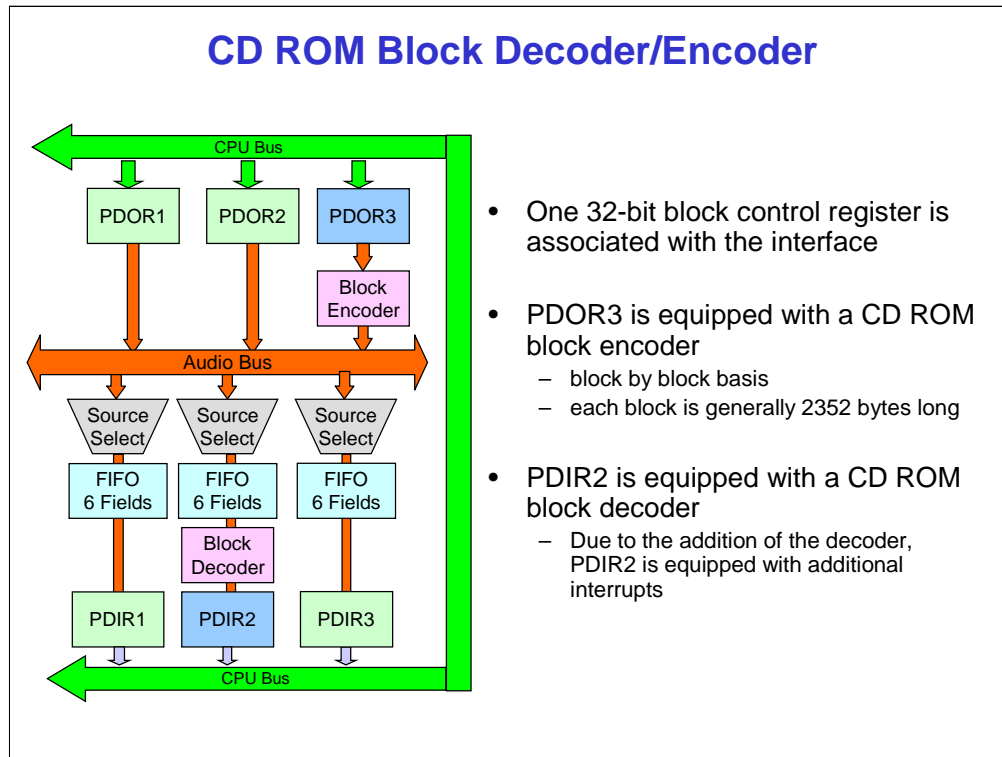 CD ROM Block Decoder/Encoder
CPU Bus
PDOR1
PDOR2
PDOR3
Block
Encoder
Audio Bus
Source
Select
Source
Select
Source
Select
FIFO
6 Fields
FIFO
6 Fields
FIFO
6 Fields
Block
Decoder
PDIR1
PDIR2
PDIR3
CPU Bus
• One 32-bit block control register is
associated with the interface
• PDOR3 is equipped with a CD ROM
block encoder
– block by block basis
– each block is generally 2352 bytes long
• PDIR2 is equipped with a CD ROM
block decoder
– Due to the addition of the decoder,
PDIR2 is equipped with additional
interrupts